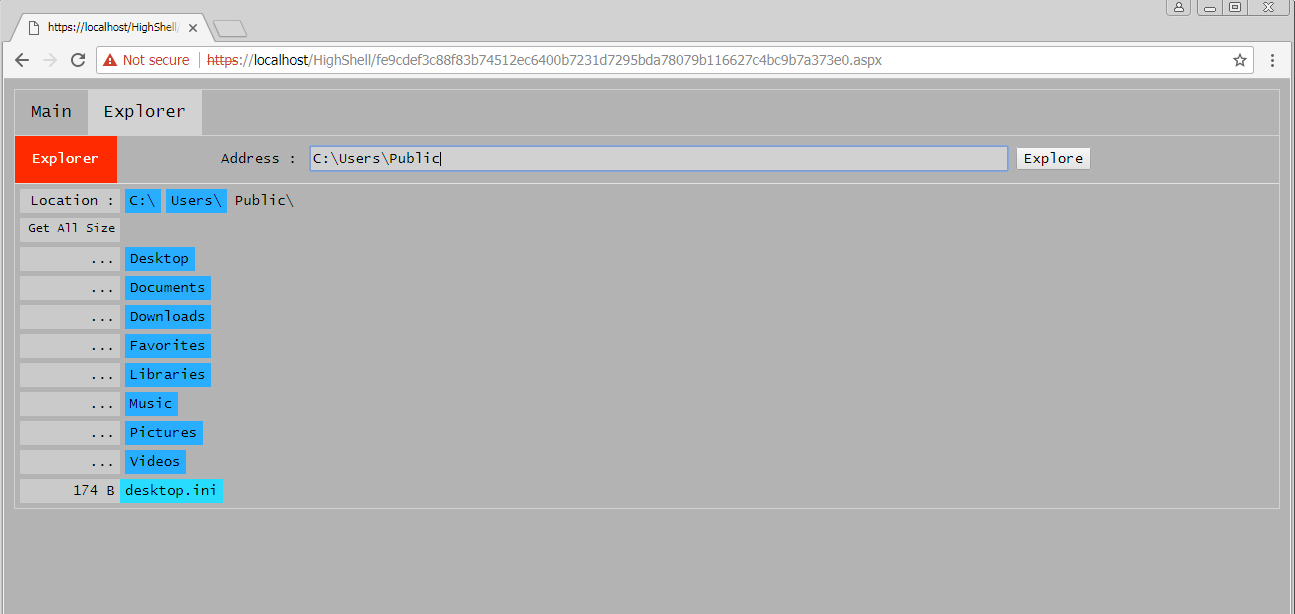 https://localhost/HighShell/
Not secure https://localhost/HighShell/fe9cdef3c88f83b74512ec6400b7231d7295bda78079b116627c4bc9b7a373e0.aspx
Main Explorer
Explorer Address : C:\Users\Public Explore
Location : C:\ Users\ Public\
Get All Size
... Desktop
... Documents
... Downloads
... Favorites
... Libraries
... Music
... Pictures
... Videos
174 B desktop.ini